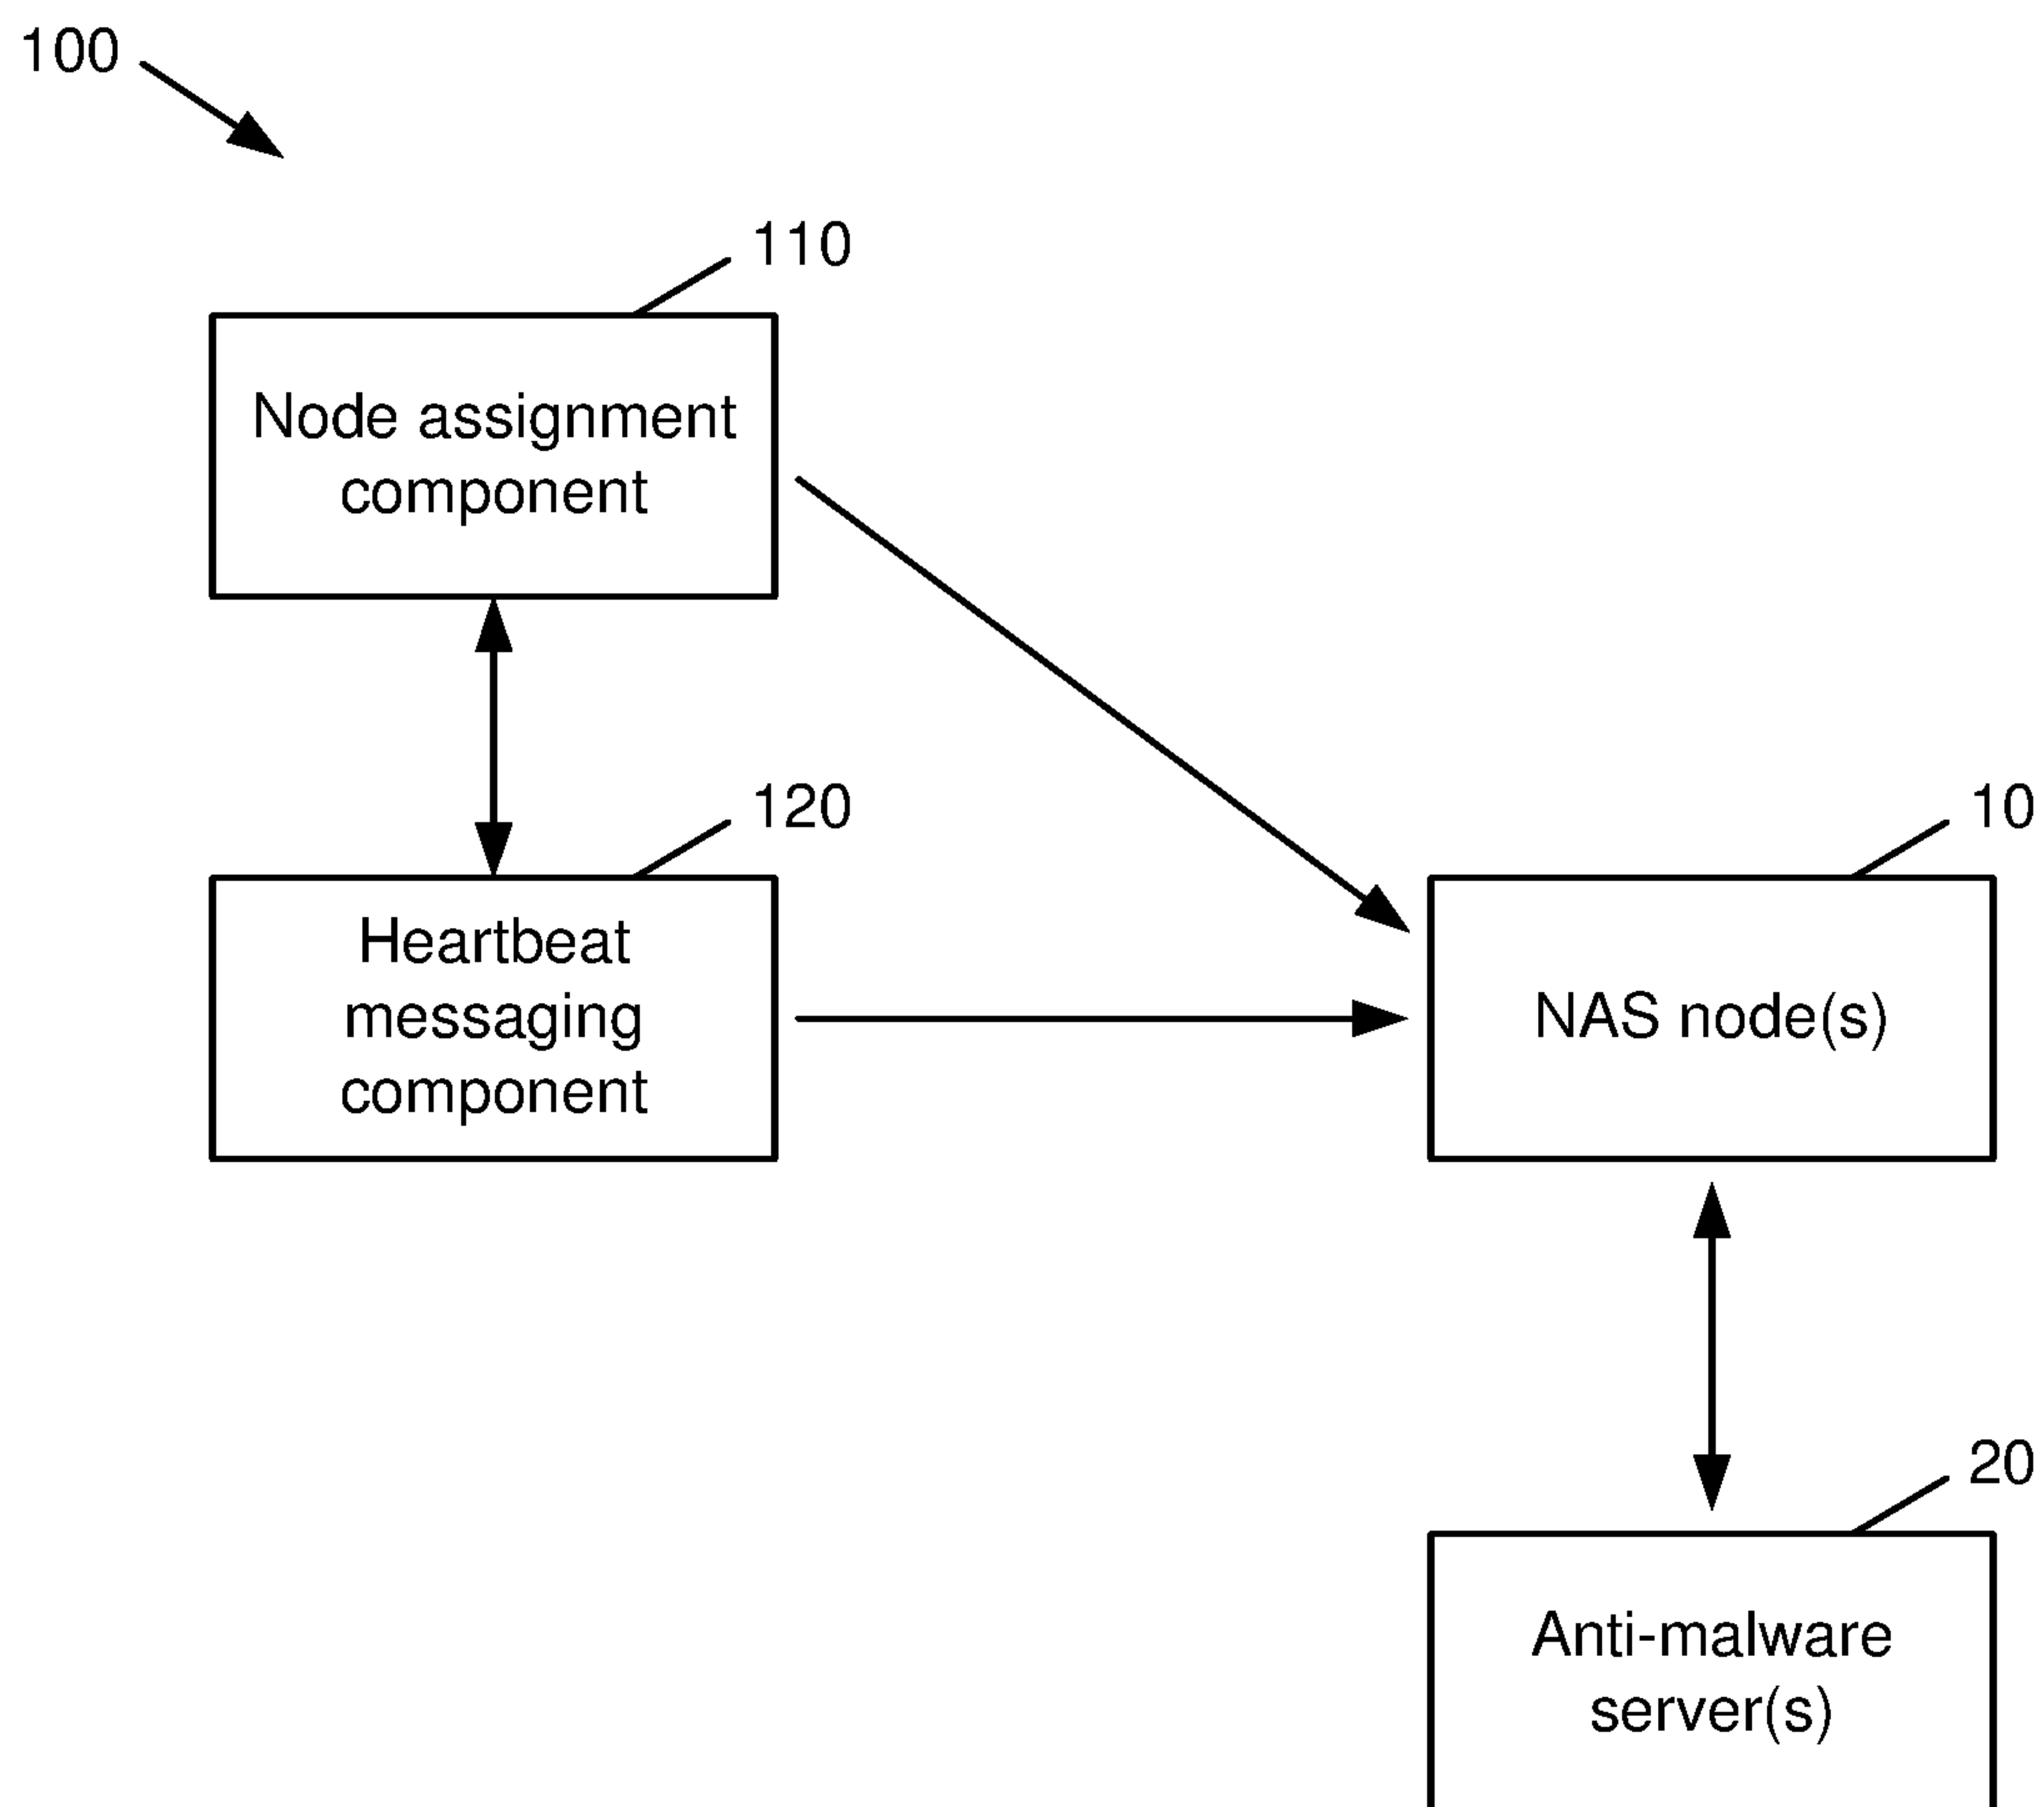 100
110
Node assignment
component
120
Heartbeat
messaging
component
10
NAS node(s)
20
Anti-malware
server(s)